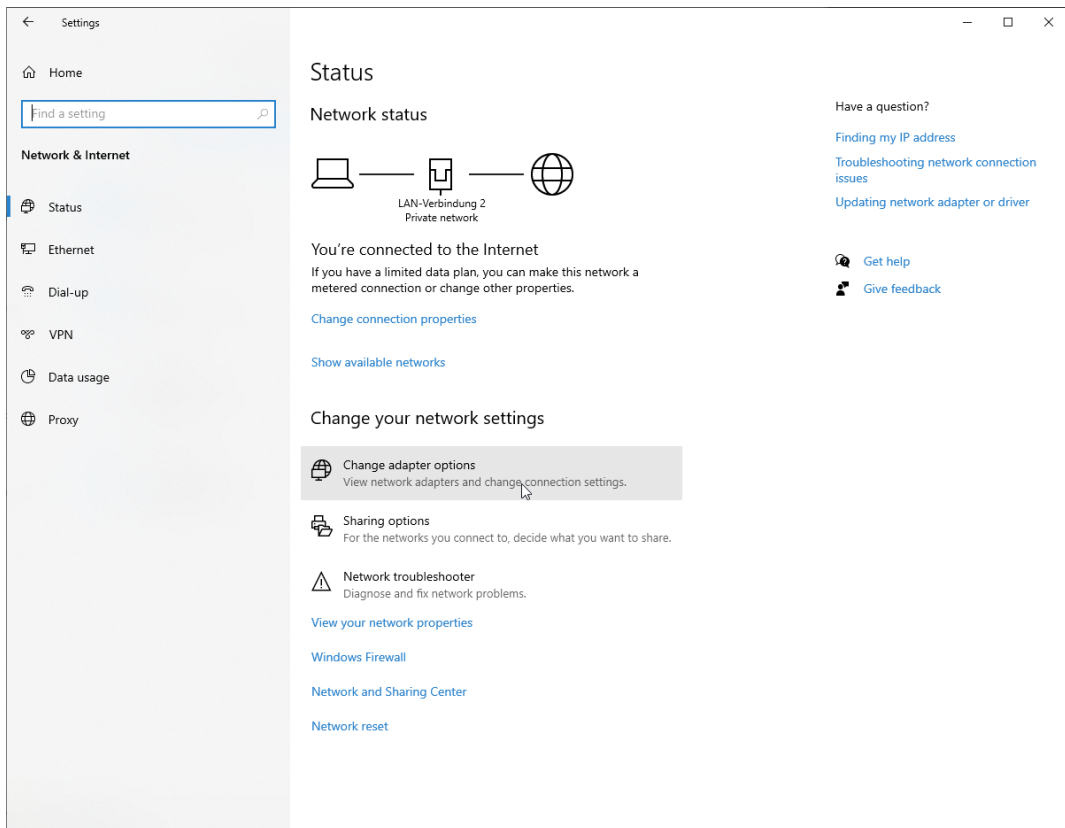 Settings
Home
Find a setting
Network & Internet
Status
Ethernet
Dial-up
VPN
Data usage
Proxy
Status
Network status
LAN-Verbindung 2
Private network
You're connected to the Internet
If you have a limited data plan, you can make this network a
metered connection or change other properties.
Change connection properties
Show available networks
Change your network settings
Change adapter options
View network adapters and change connection settings.
Sharing options
For the networks you connect to, decide what you want to share.
Network troubleshooter
Diagnose and fix network problems.
View your network properties
Windows Firewall
Network and Sharing Center
Network reset
Have a question?
Finding my IP address
Troubleshooting network connection
issues
Updating network adapter or driver
Get help
Give feedback